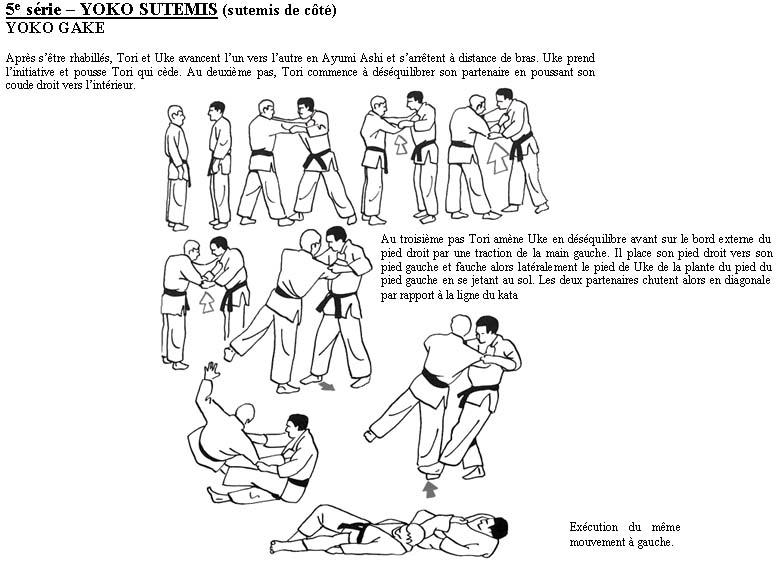 5e série – YOKO SUTEMIS (sutemis de côté)
YOKO GAKE
Après s’être rhabillés, Tori et Uke avancent l’un vers l’autre en Ayumi Ashi et s’arrêtent à distance de bras. Uke prend
l’initiative et pousse Tori qui cède. Au deuxième pas, Tori commence à déséquilibrer son partenaire en poussant son
coude droit vers l’intérieur.
Au troisième pas Tori amène Uke en déséquilibre avant sur le bord externe du
pied droit par une traction de la main gauche. Il place son pied droit vers son
pied gauche et fauche alors latéralement le pied de Uke de la plante du pied du
pied gauche en se jetant au sol. Les deux partenaires chutent alors en diagonale
par rapport à la ligne du kata
Exécution du même
mouvement à gauche.